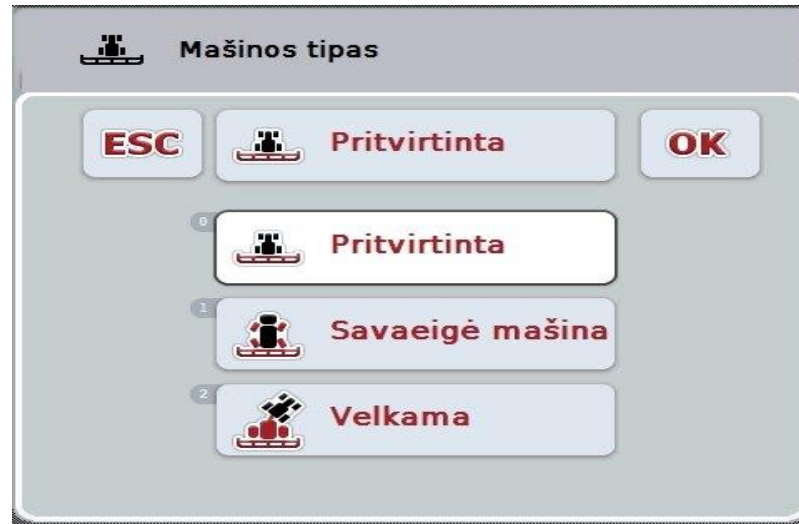 Mašinos tipas
ESC Pritvirtinta OK
0 Pritvirtinta
1 Savaeigė mašina
2 Velkama